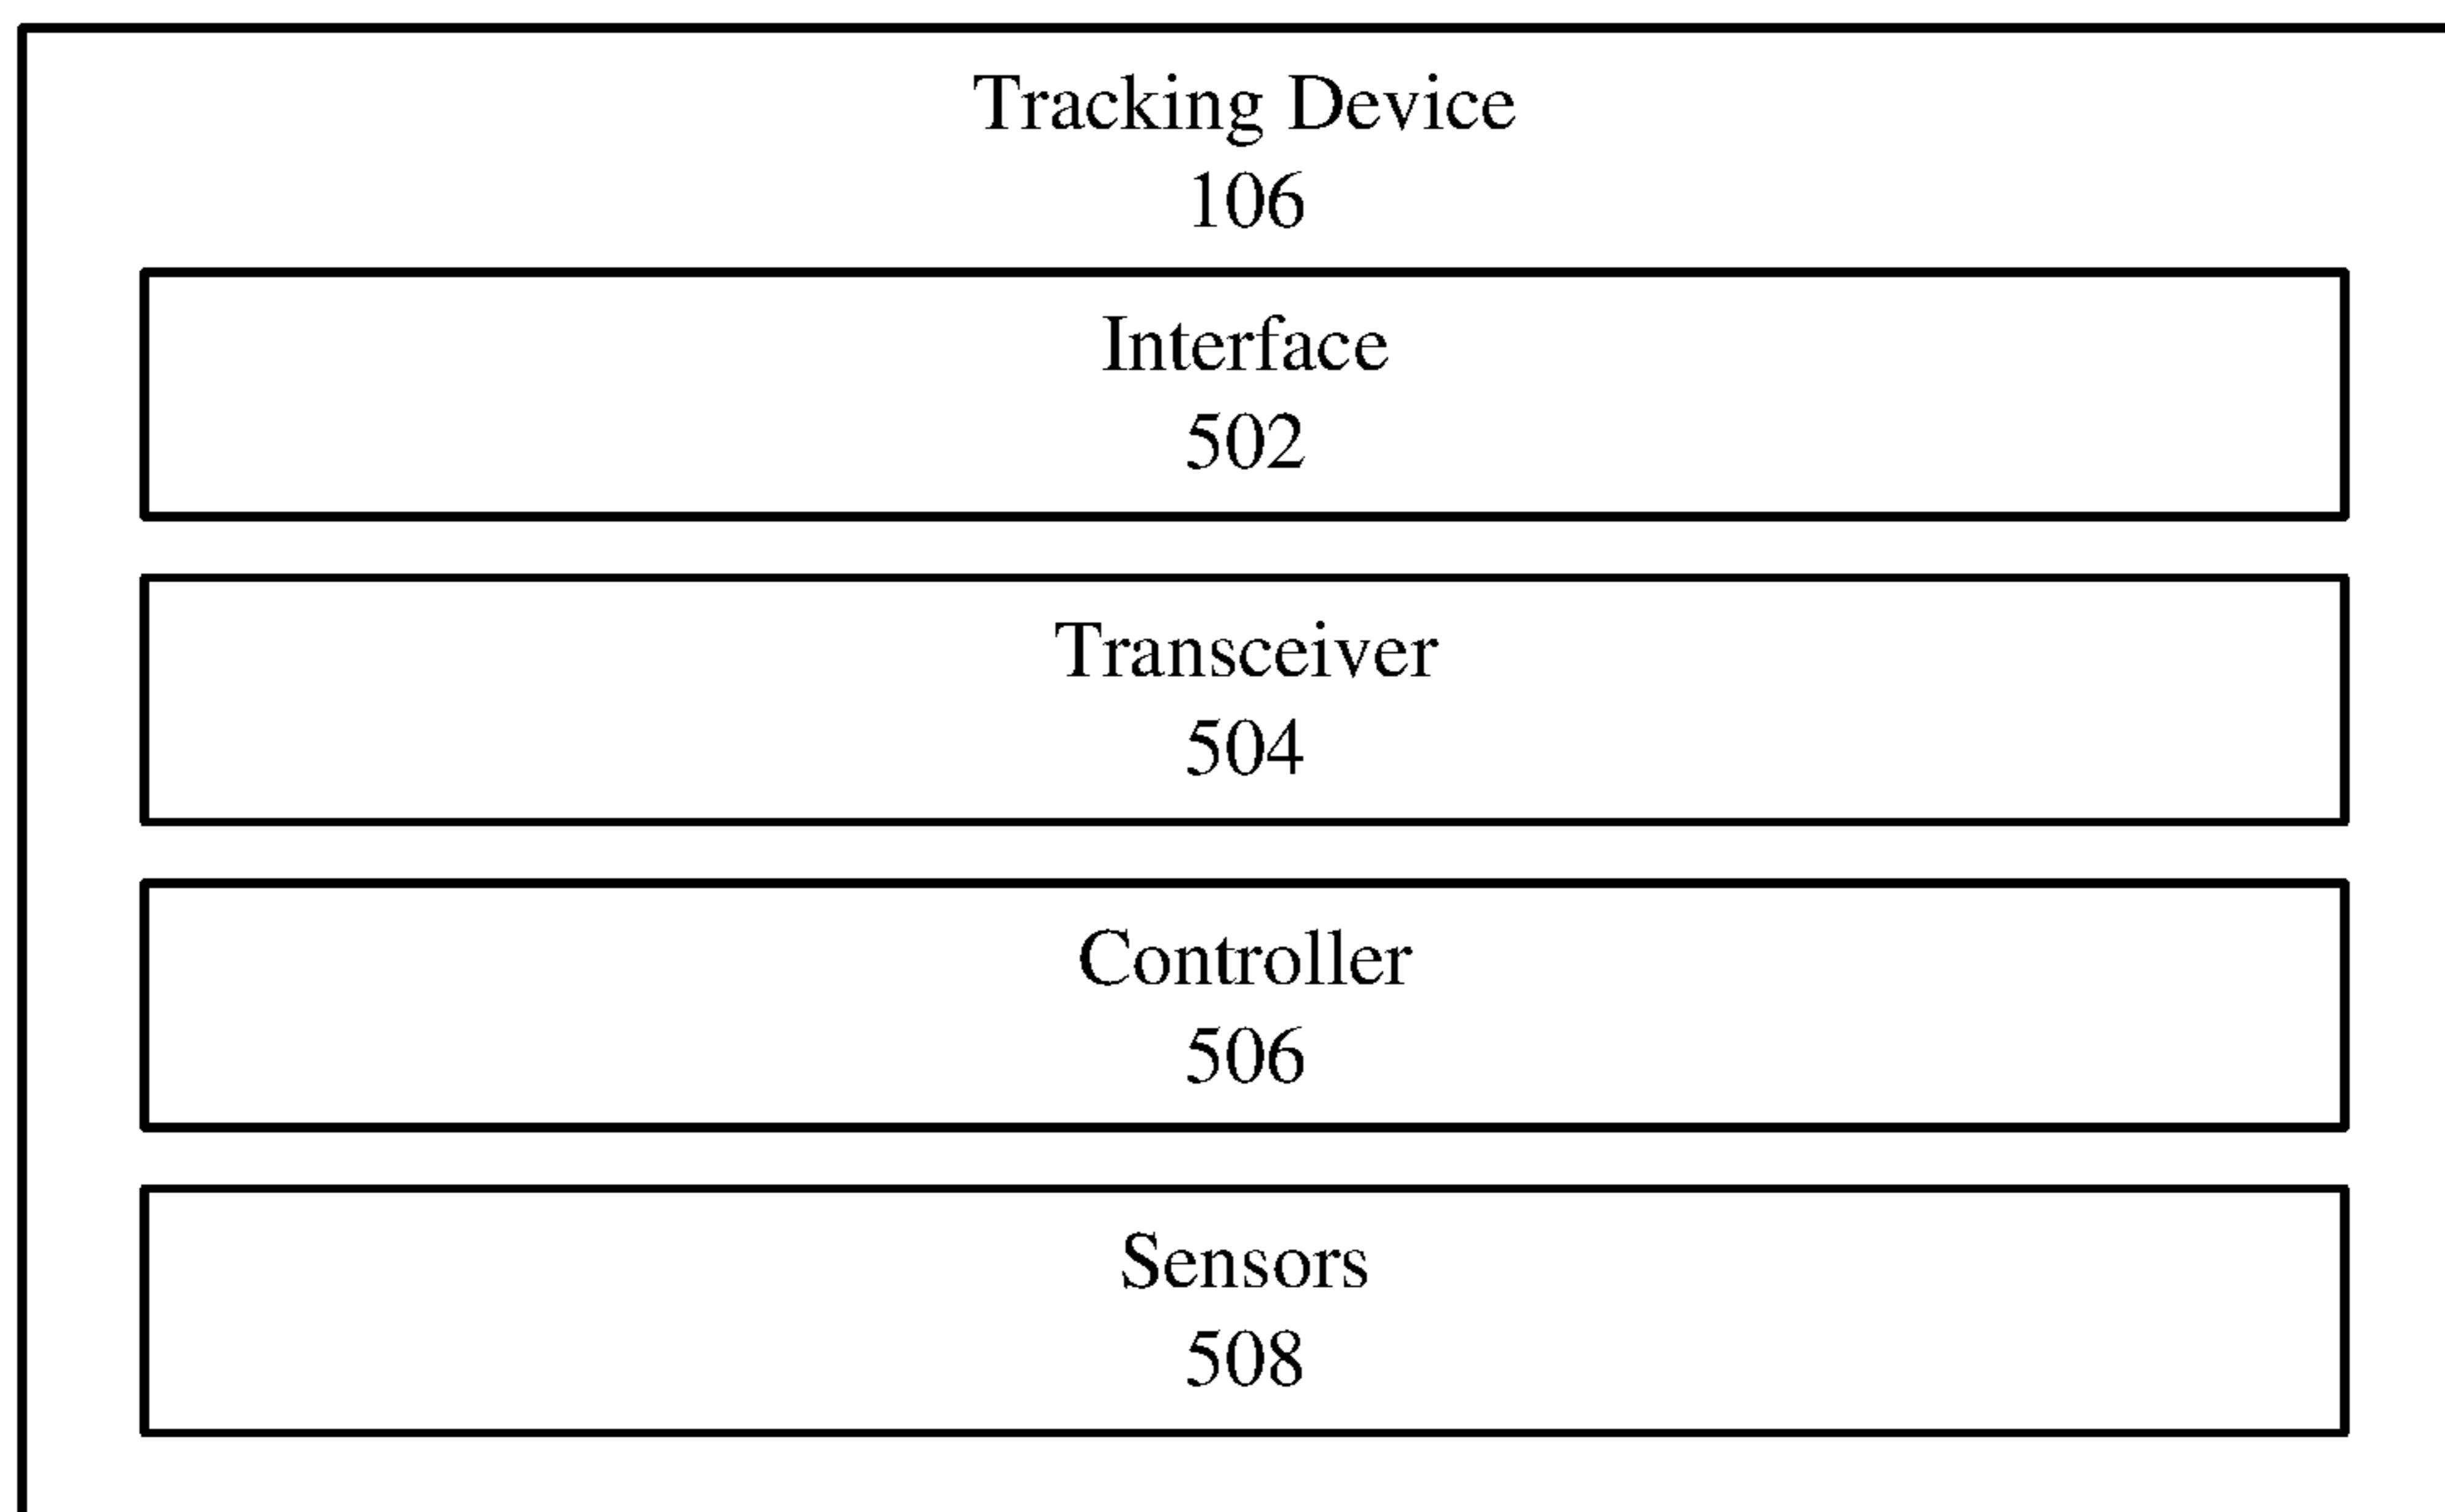 Tracking Device
106
Interface
502
Transceiver
504
Controller
506
Sensors
508